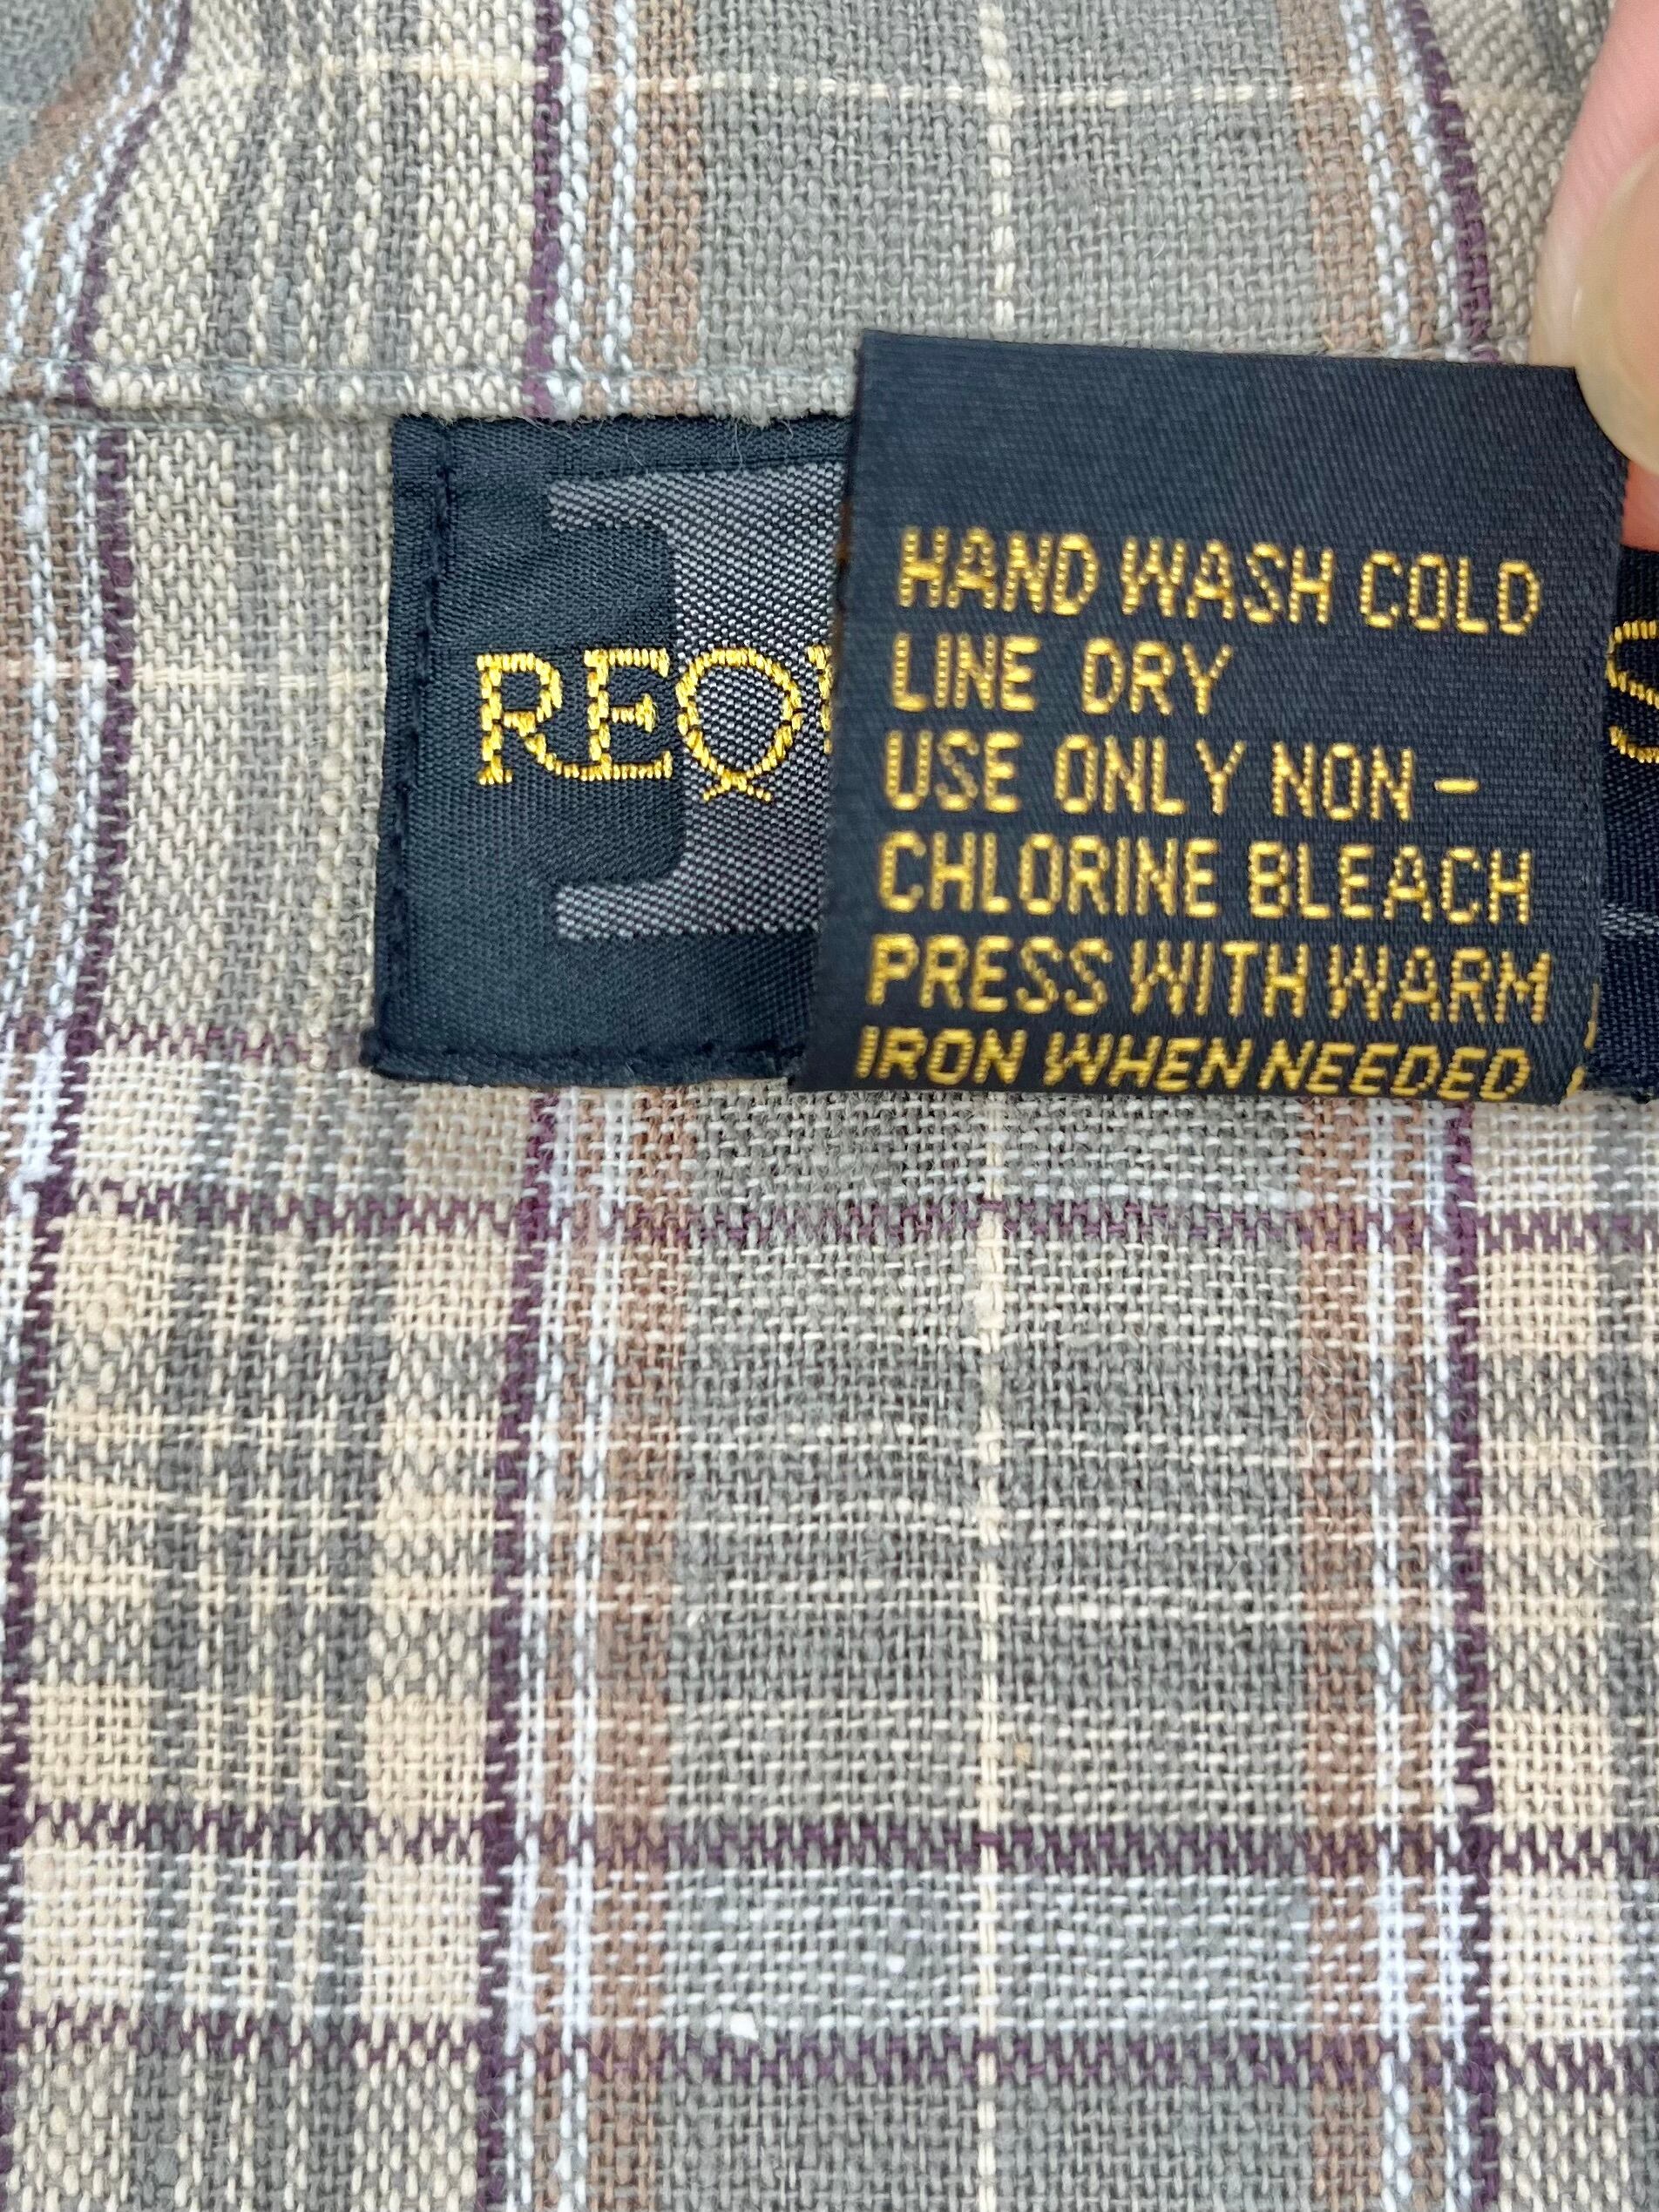 REQ
HAND WASH COLD
LINE DRY
USE ONLY NON -
CHLORINE BLEACH
PRESS WITH WARM
IRON WHEN NEEDED